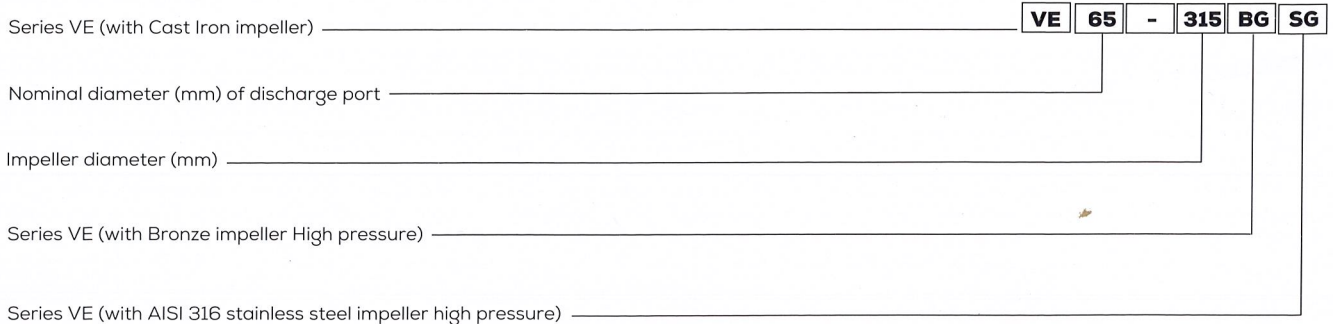 Series VE (with Cast Iron impeller) VE 65 - 315 BG SG
Nominal diameter (mm) of discharge port
Impeller diameter (mm)
Series VE (with Bronze impeller High pressure)
Series VE (with AISI 316 stainless steel impeller high pressure)